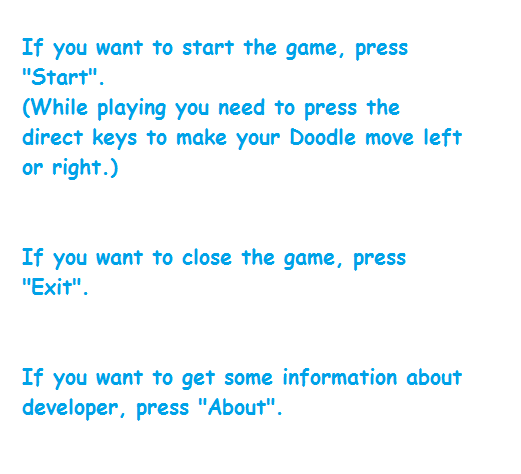 If you want to start the game, press
"Start".
(While playing you need to press the
direct keys to make your Doodle move left
or right.)
If you want to close the game, press
"Exit".
If you want to get some information about
developer, press "About".